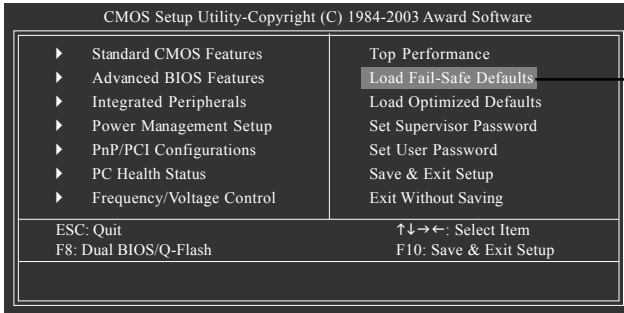 CMOS Setup Utility-Copyright (C) 1984-2003 Award Software
Standard CMOS Features
Advanced BIOS Features
Integrated Peripherals
Power Management Setup
PnP/PCI Configurations
PC Health Status
Frequency/Voltage Control
Top Performance
Load Fail-Safe Defaults
Load Optimized Defaults
Set Supervisor Password
Set User Password
Save & Exit Setup
Exit Without Saving
ESC: Quit
F8: Dual BIOS/Q-Flash
↑↓→←: Select Item
F10: Save & Exit Setup